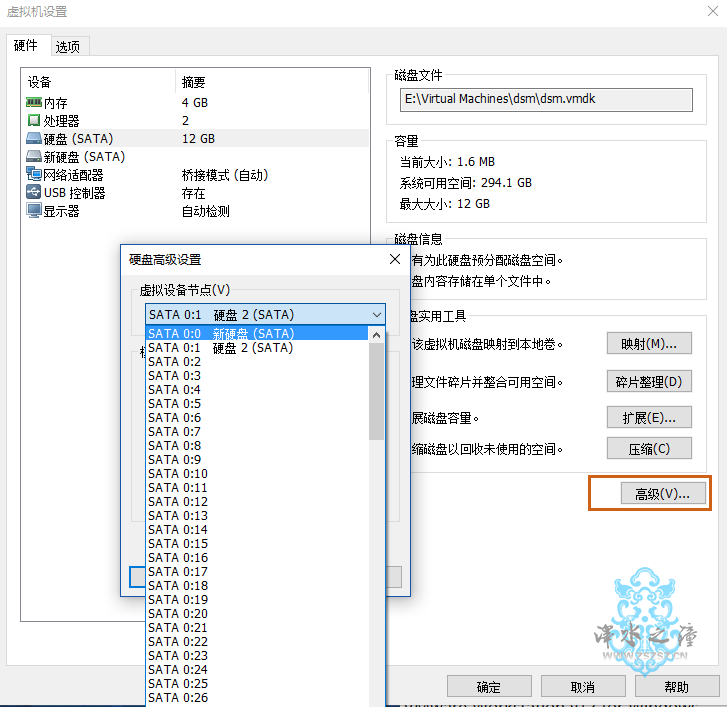 虚拟机设置
硬件 选项
设备 摘要
内存 4 GB
处理器 2
硬盘 (SATA) 12 GB
新硬盘 (SATA)
网络适配器 桥接模式 (自动)
USB 控制器 存在
显示器 自动检测
磁盘文件
E:\Virtual Machines\dsm\dsm.vmdk
容量
当前大小: 1.6 MB
系统可用空间: 294.1 GB
最大大小: 12 GB
磁盘信息
有为此硬盘预分配磁盘空间。
盘内容存储在单个文件中。
盘实用工具
该虚拟机磁盘映射到本地卷。 映射(M)...
理文件碎片并整合可用空间。 碎片整理(D)
展磁盘容量。 扩展(E)...
缩磁盘以回收未使用的空间。 压缩(C)
高级(V)...
硬盘高级设置
虚拟设备节点(V)
SATA 0:1 硬盘 2 (SATA)
SATA 0:0 新硬盘 (SATA)
SATA 0:1 硬盘 2 (SATA)
SATA 0:2
SATA 0:3
SATA 0:4
SATA 0:5
SATA 0:6
SATA 0:7
SATA 0:8
SATA 0:9
SATA 0:10
SATA 0:11
SATA 0:12
SATA 0:13
SATA 0:14
SATA 0:15
SATA 0:16
SATA 0:17
SATA 0:18
SATA 0:19
SATA 0:20
SATA 0:21
SATA 0:22
SATA 0:23
SATA 0:24
SATA 0:25
SATA 0:26
泽水之瞳
WWW.ZSZSZ.CN
确定 取消 帮助